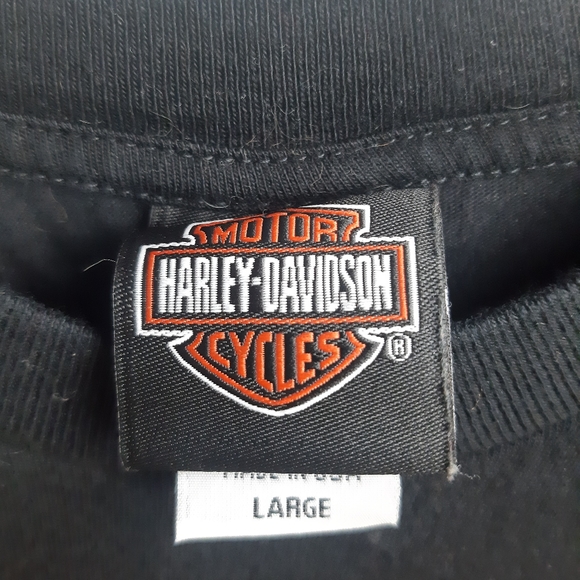 MOTOR
HARLEY-DAVIDSON
CYCLES
®
MADE IN USA
LARGE